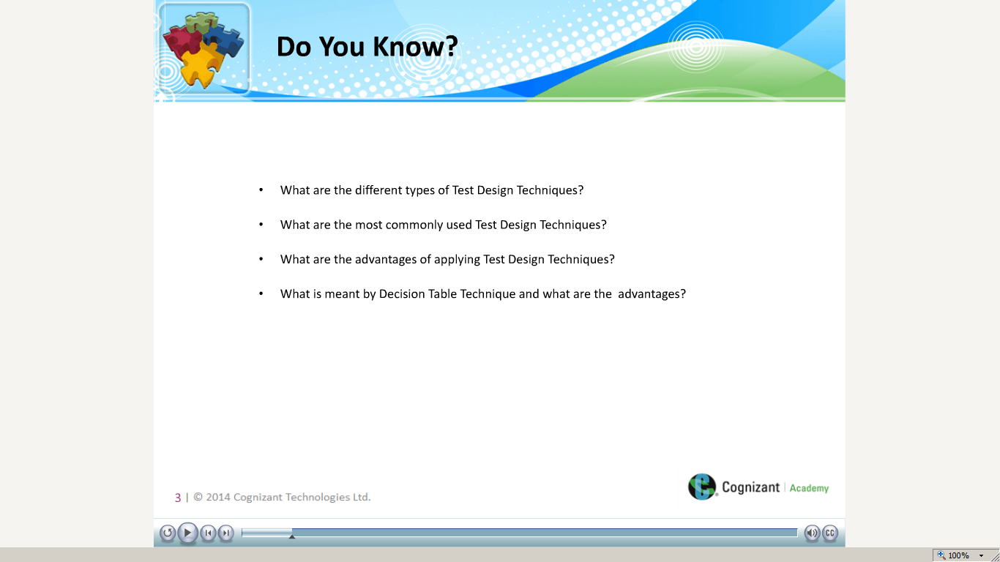 Do You Know?
• What are the different types of Test Design Techniques?
• What are the most commonly used Test Design Techniques?
• What are the advantages of applying Test Design Techniques?
• What is meant by Decision Table Technique and what are the  advantages?
Cognizant | Academy
3 | © 2014 Cognizant Technologies Ltd.
CC
100%